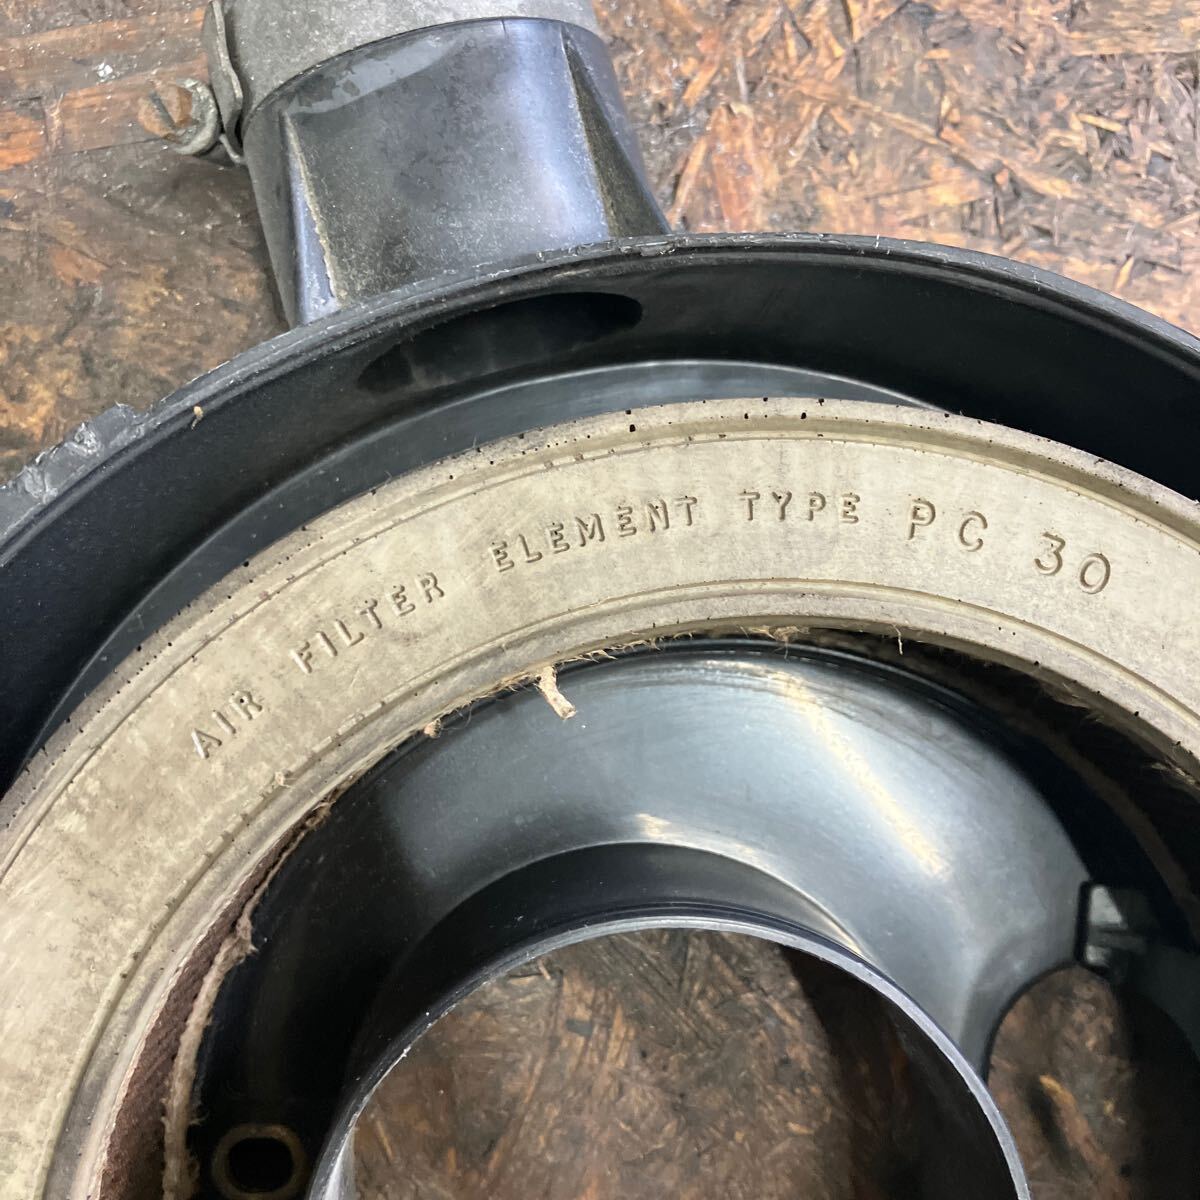 AIR FILTER ELEMENT TYPE PC 30